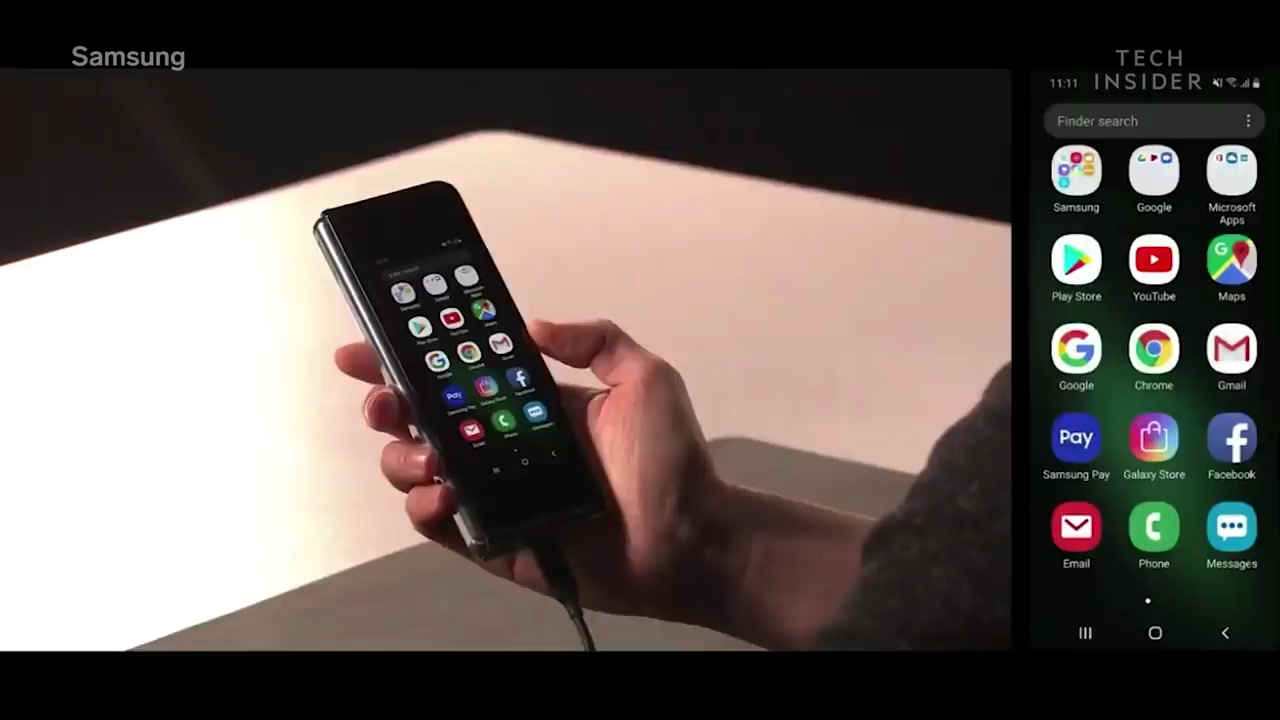 Samsung
TECH
INSIDER
11:11
Finder search
Samsung
Google
Microsoft
Apps
Play Store
YouTube
Maps
Google
Chrome
Gmail
Pay
Samsung Pay
Galaxy Store
Facebook
Email
Phone
Messages